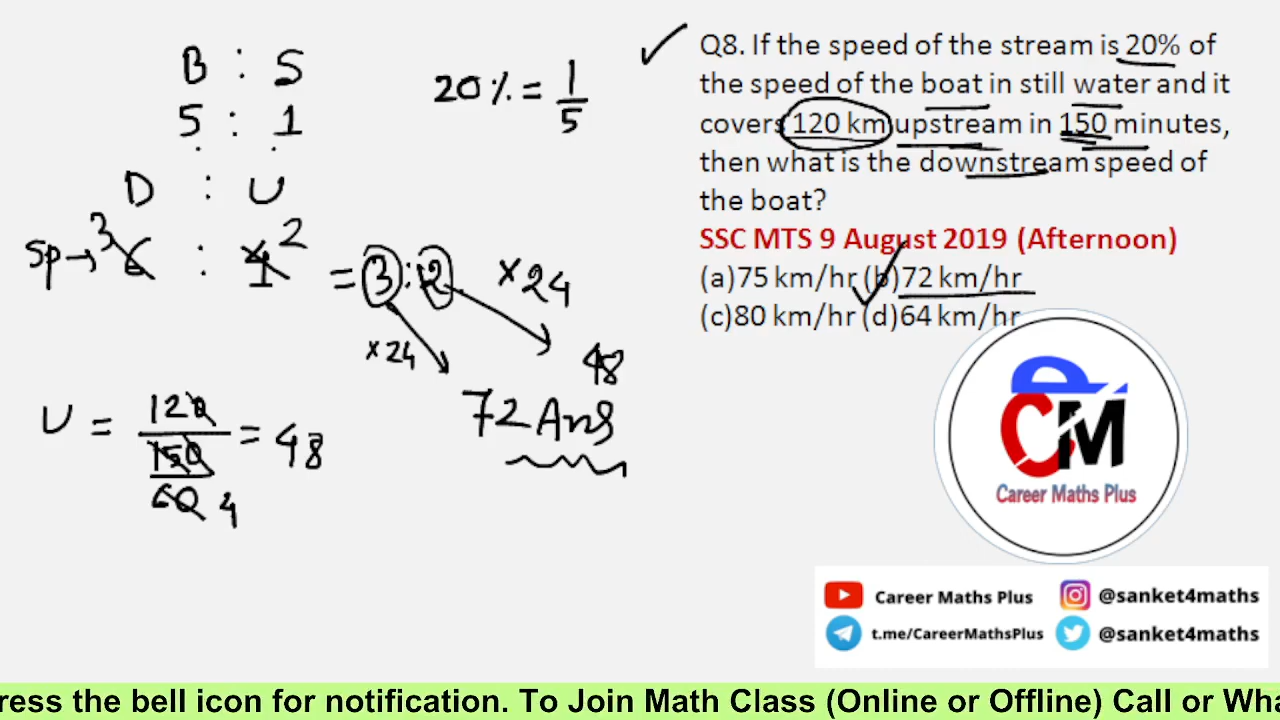 B : S
5 : 1
20% = 1/5
D : U
3 2
Sp → 6 : 4 = 3 : 2 ×24
1
×24
48
72 Ans
U = 120 / 150 / 60 = 48
4
Q8. If the speed of the stream is 20% of
the speed of the boat in still water and it
covers 120 km upstream in 150 minutes,
then what is the downstream speed of
the boat?
SSC MTS 9 August 2019 (Afternoon)
(a)75 km/hr (b)72 km/hr
(c)80 km/hr (d)64 km/hr
CM
Career Maths Plus
Career Maths Plus @sanket4maths
t.me/CareerMathsPlus @sanket4maths
ress the bell icon for notification. To Join Math Class (Online or Offline) Call or Wha